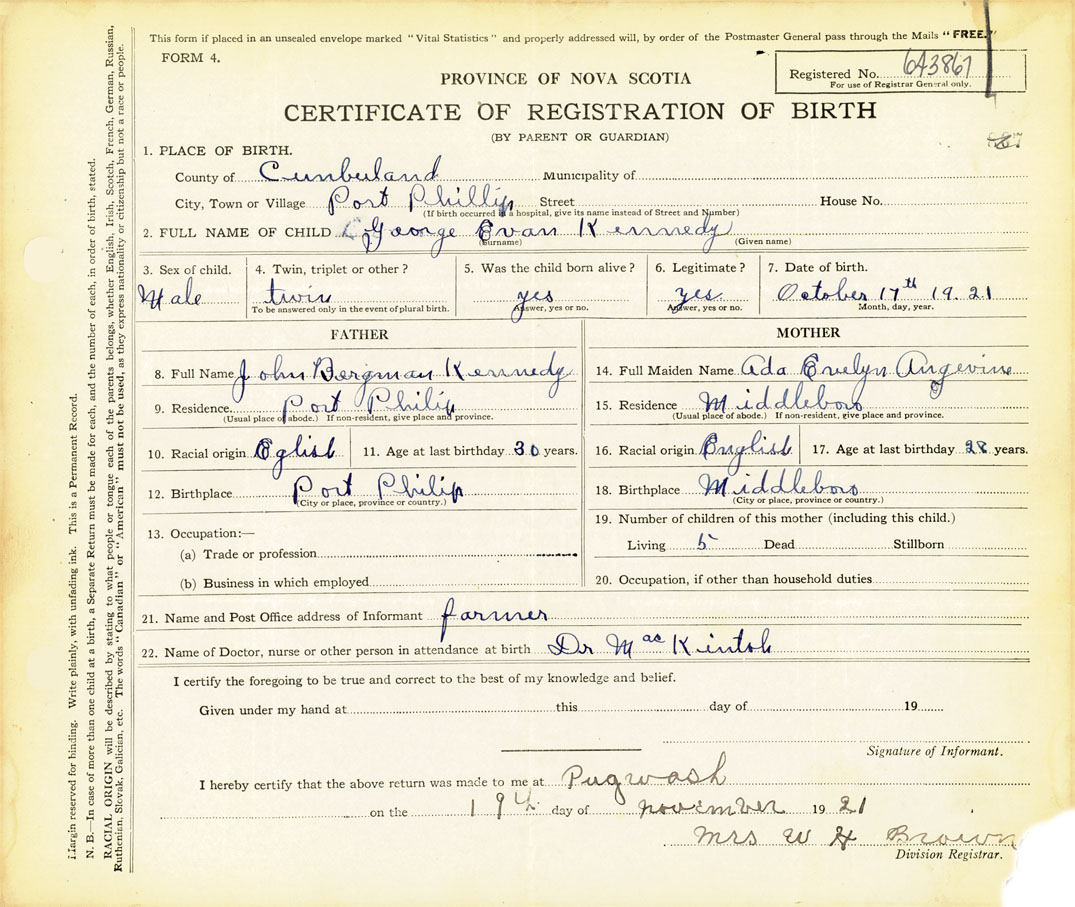 This form if placed in an unsealed envelope marked "Vital Statistics" and properly addressed will, by order of the Postmaster General pass through the Mails "FREE."
FORM 4.
Registered No. 643867
For use of Registrar General only.
PROVINCE OF NOVA SCOTIA
CERTIFICATE OF REGISTRATION OF BIRTH
(BY PARENT OR GUARDIAN)
1. PLACE OF BIRTH.
County of Cumberland Municipality of
City, Town or Village Port Phillip Street House No.
(If birth occurred in a hospital, give its name instead of Street and Number)
2. FULL NAME OF CHILD George Evan Kennedy
(Surname) (Given name)
3. Sex of child. 4. Twin, triplet or other? 5. Was the child born alive? 6. Legitimate? 7. Date of birth.
Male twin yes yes. October 17th 19.21
To be answered only in the event of plural birth. Answer, yes or no. Answer, yes or no. Month, day, year.
FATHER
8. Full Name John Bergman Kennedy
9. Residence Port Philip
(Usual place of abode.) If non-resident, give place and province.
10. Racial origin Eglish 11. Age at last birthday 30 years.
12. Birthplace Port Philip
(City or place, province or country.)
13. Occupation:—
(a) Trade or profession
(b) Business in which employed
MOTHER
14. Full Maiden Name Ada Evelyn Angevine
15. Residence Middleboro
(Usual place of abode.) If non-resident, give place and province.
16. Racial origin English 17. Age at last birthday 28 years.
18. Birthplace Middleboro
(City or place, province or country.)
19. Number of children of this mother (including this child.)
Living 5 Dead Stillborn
20. Occupation, if other than household duties
21. Name and Post Office address of Informant farmer
22. Name of Doctor, nurse or other person in attendance at birth Dr MacKintoh
I certify the foregoing to be true and correct to the best of my knowledge and belief.
Given under my hand at this day of 19
Signature of Informant.
I hereby certify that the above return was made to me at Pugwash
on the 19th day of november 19 21
Mrs W H Brown
Division Registrar.
Margin reserved for binding. Write plainly, with unfading ink. This is a Permanent Record.
N. B.—In case of more than one child at a birth, a Separate Return must be made for each, and the number of each, in order of birth, stated.
RACIAL ORIGIN will be described by stating to what people or tongue each of the parents belongs, whether English, Irish, Scotch, French, German, Russian,
Ruthenian, Slovak, Galician, etc. The words "Canadian" or "American" must not be used, as they express nationality or citizenship but not a race or people.